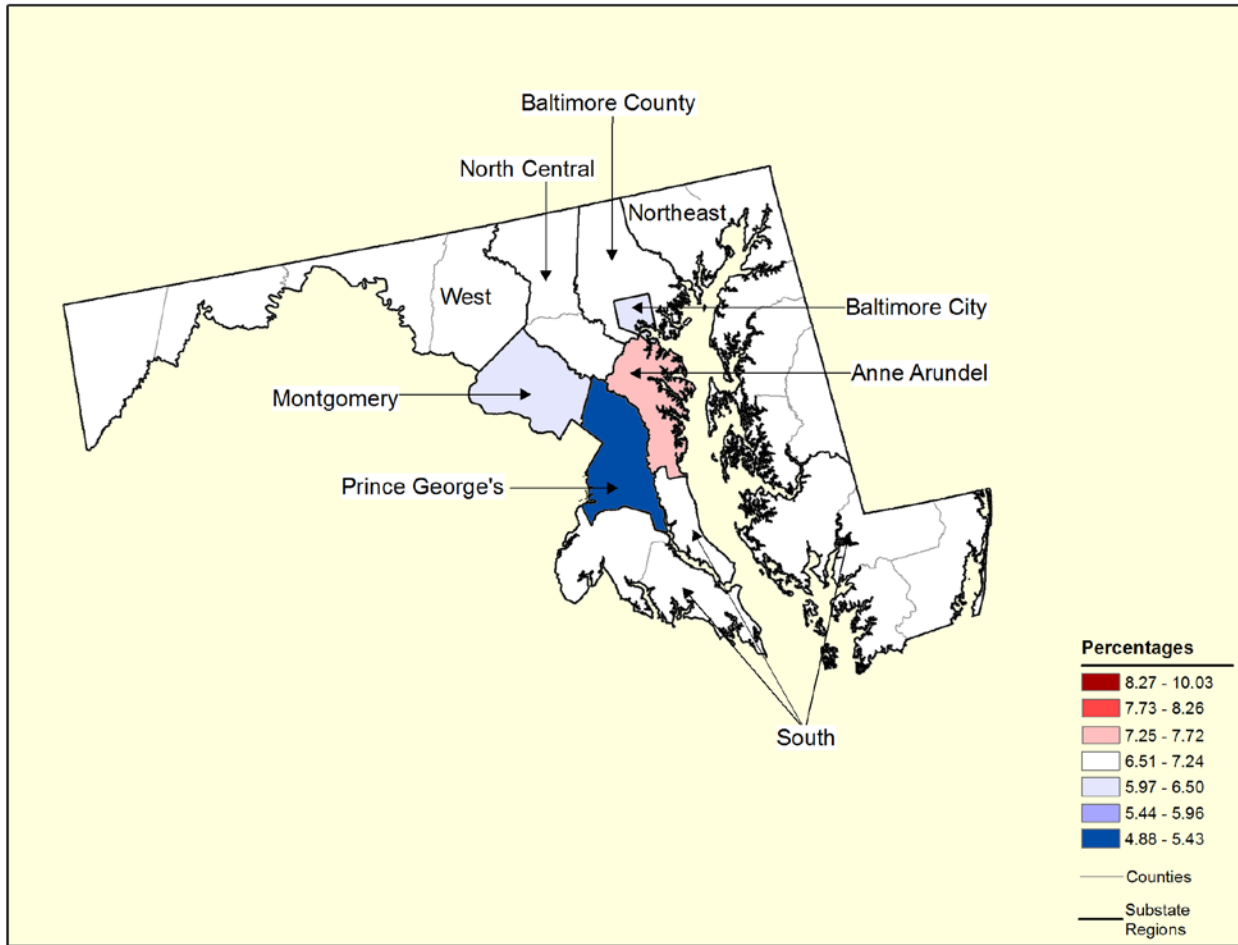 Baltimore County
North Central
Northeast
West
Baltimore City
Anne Arundel
Montgomery
Prince George's
South
Percentages
8.27 - 10.03
7.73 - 8.26
7.25 - 7.72
6.51 - 7.24
5.97 - 6.50
5.44 - 5.96
4.88 - 5.43
Counties
Substate
Regions